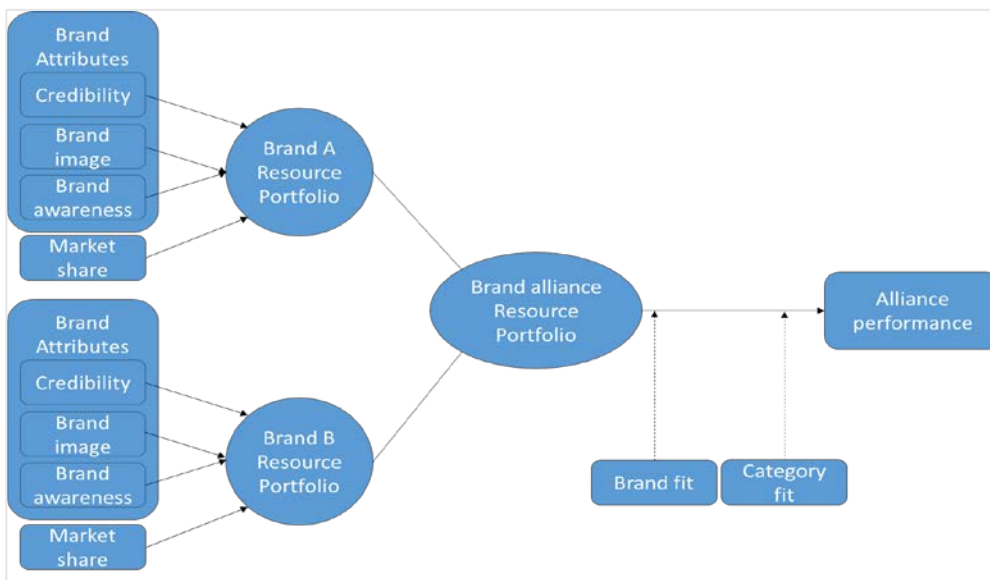 Brand
Attributes
Credibility
Brand
image
Brand
awareness
Market
share
Brand A
Resource
Portfolio
Brand
Attributes
Credibility
Brand
image
Brand
awareness
Market
share
Brand B
Resource
Portfolio
Brand alliance
Resource
Portfolio
Alliance
performance
Brand fit
Category
fit